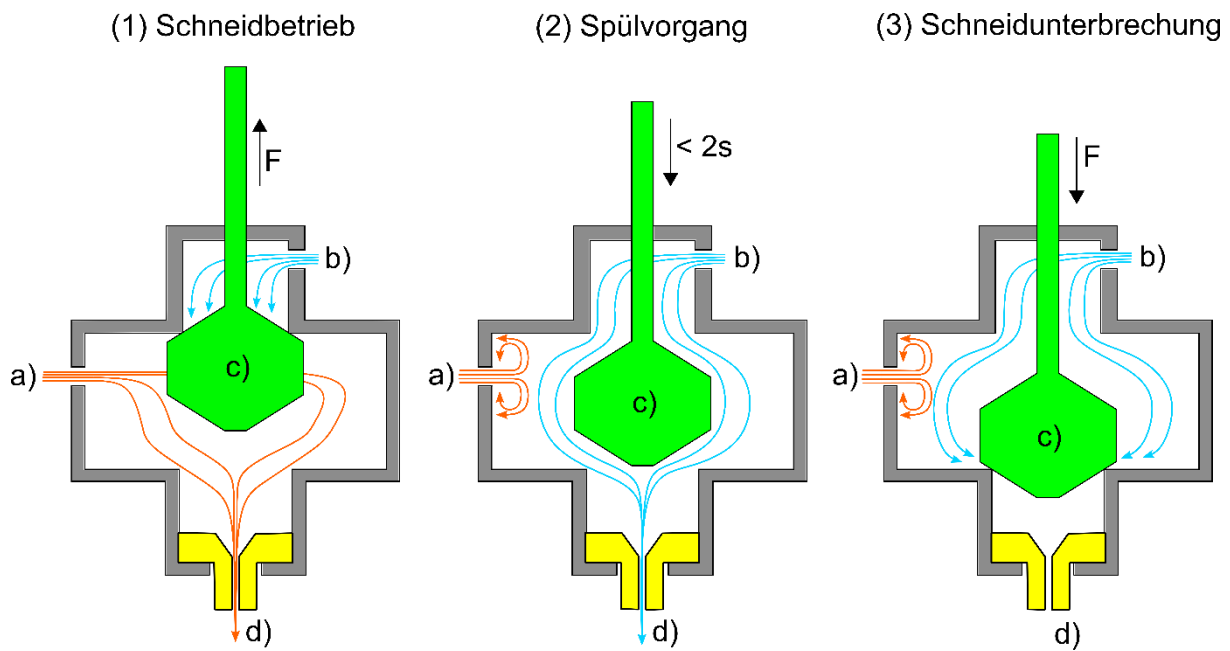 (1) Schneidbetrieb
(2) Spülvorgang
(3) Schneidunterbrechung
F
< 2s
F
b)
b)
b)
a)
c)
a)
c)
a)
c)
d)
d)
d)